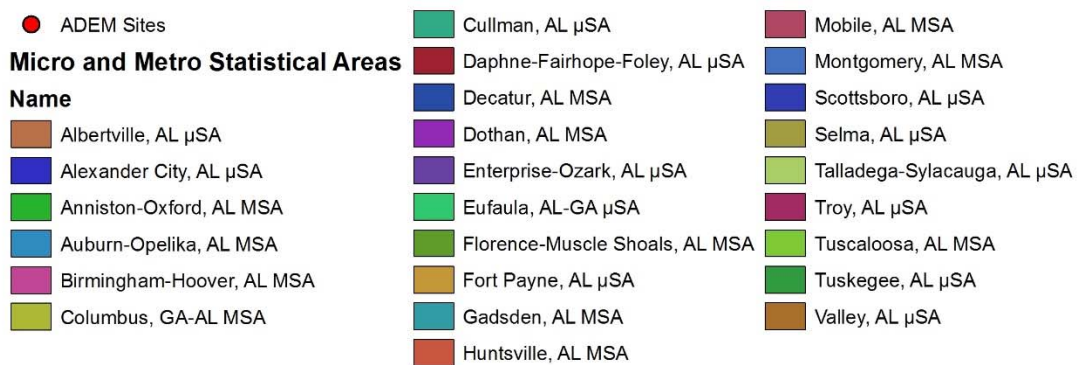 ADEM Sites
Micro and Metro Statistical Areas
Name
Albertville, AL µSA
Alexander City, AL µSA
Anniston-Oxford, AL MSA
Auburn-Opelika, AL MSA
Birmingham-Hoover, AL MSA
Columbus, GA-AL MSA
Cullman, AL µSA
Daphne-Fairhope-Foley, AL µSA
Decatur, AL MSA
Dothan, AL MSA
Enterprise-Ozark, AL µSA
Eufaula, AL-GA µSA
Florence-Muscle Shoals, AL MSA
Fort Payne, AL µSA
Gadsden, AL MSA
Huntsville, AL MSA
Mobile, AL MSA
Montgomery, AL MSA
Scottsboro, AL µSA
Selma, AL µSA
Talladega-Sylacauga, AL µSA
Troy, AL µSA
Tuscaloosa, AL MSA
Tuskegee, AL µSA
Valley, AL µSA